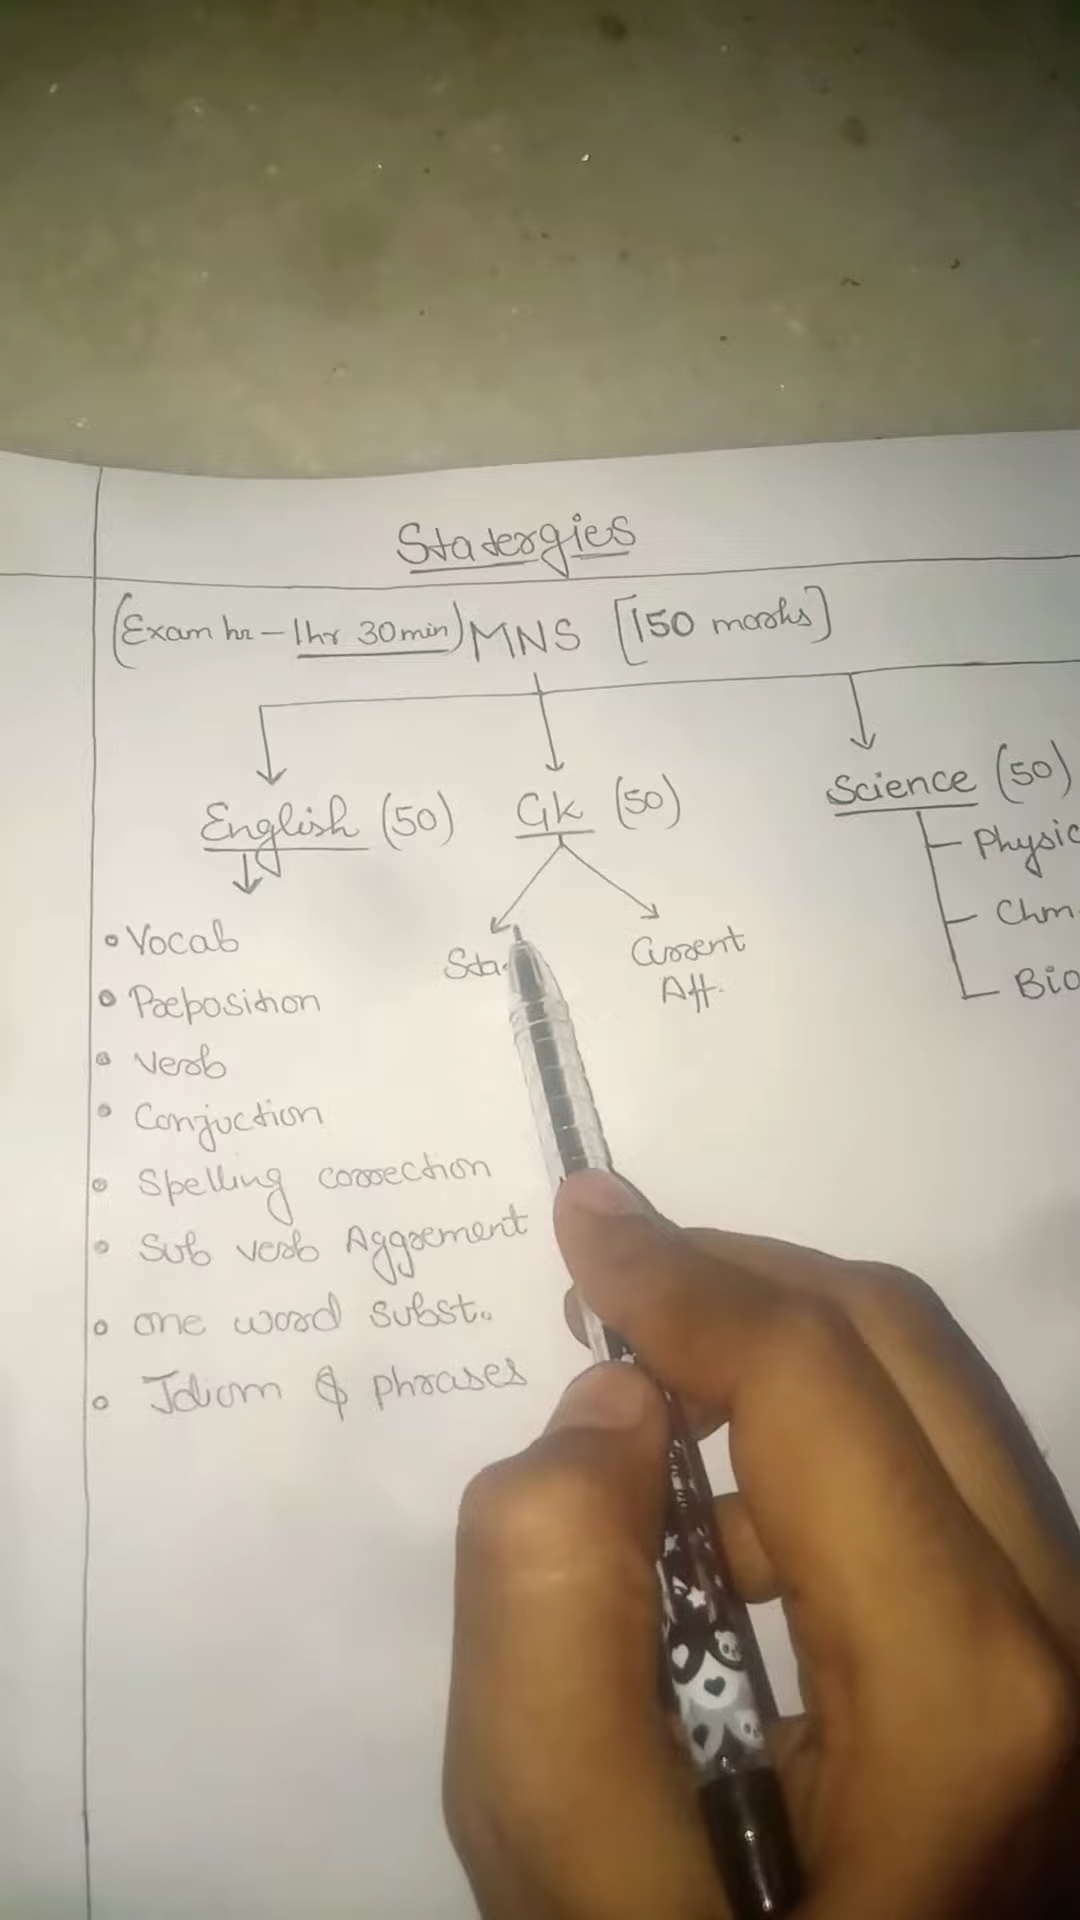 Statergies
(Exam hr - 1hr 30min) MNS [150 marks]
English (50)
Vocab
Preposition
Verb
Conjuction
Spelling correction
Sub verb Aggrement
one word subst.
Idiom & phrases
GK (50)
Current
Aff.
Science (50)
Physic
Chm
Bio